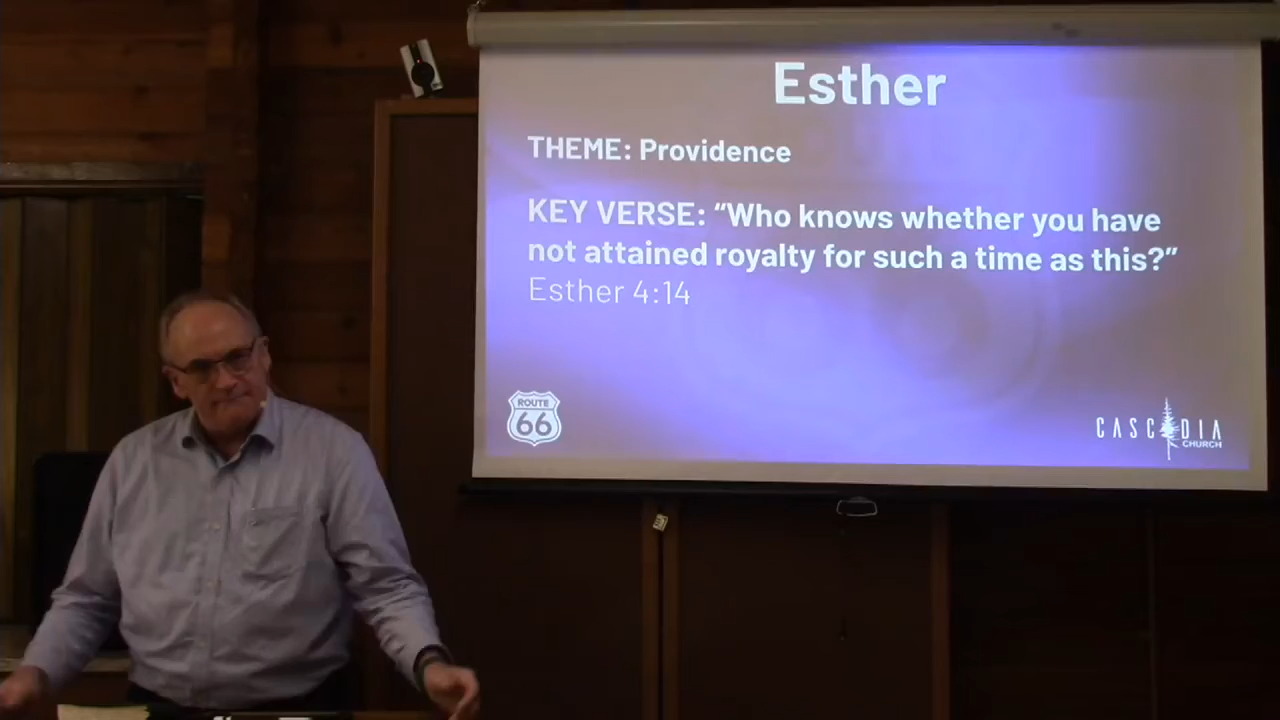 Esther
THEME: Providence
KEY VERSE: “Who knows whether you have
not attained royalty for such a time as this?”
Esther 4:14
ROUTE
66
CASCADIA
CHURCH